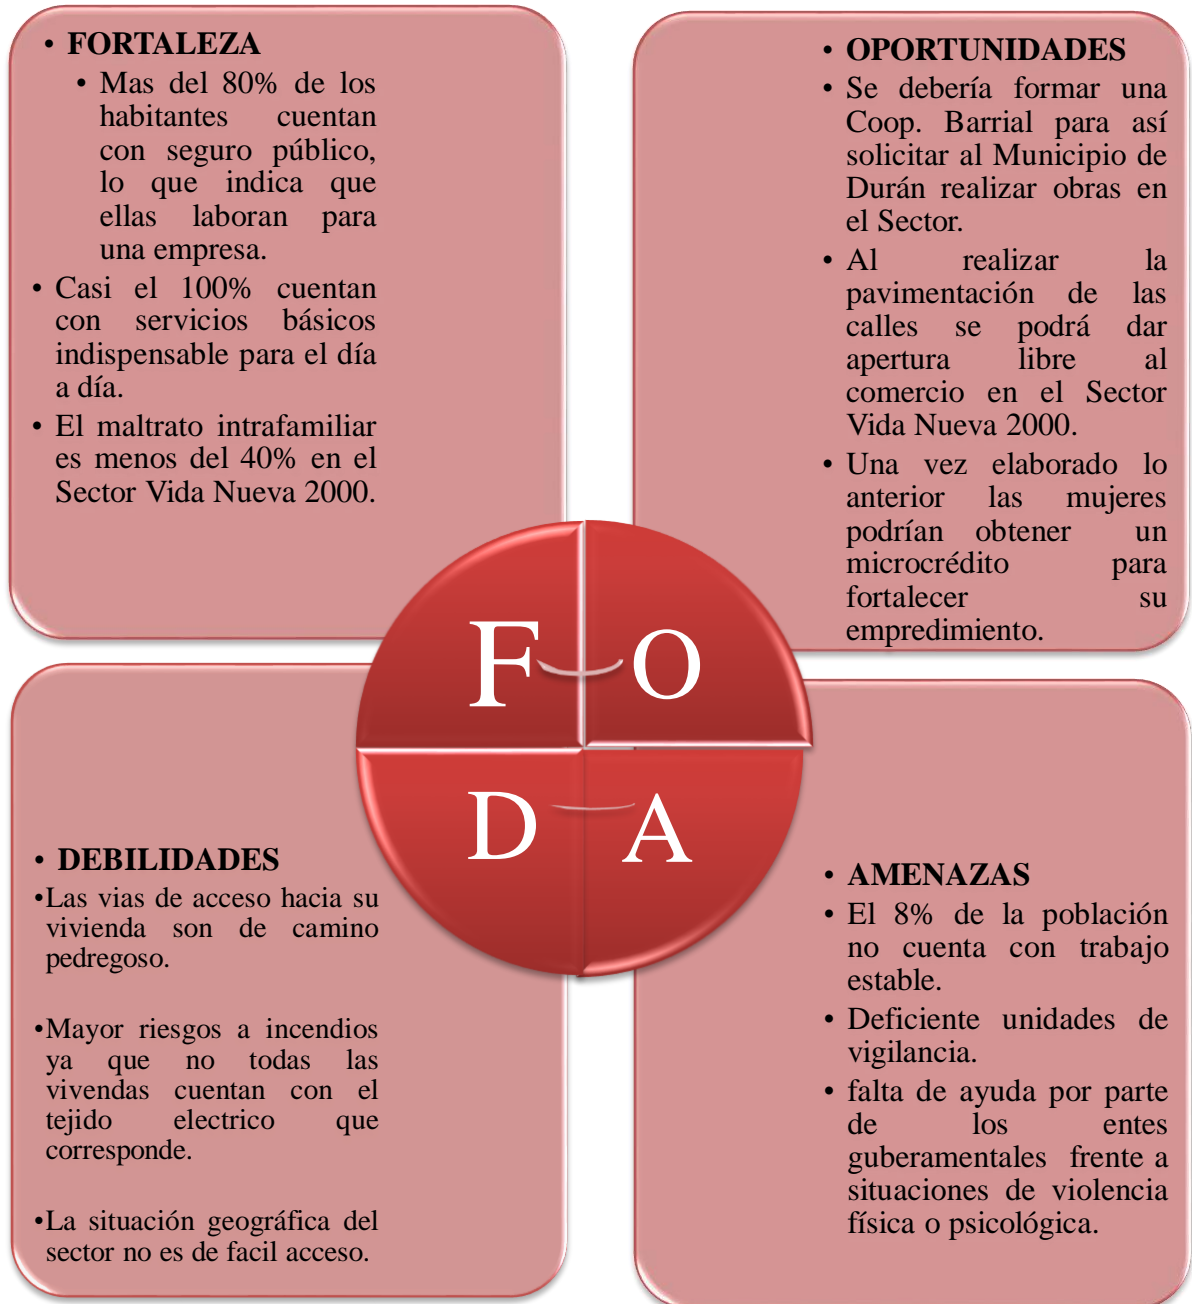 • FORTALEZA
• Mas del 80% de los
habitantes cuentan
con seguro público,
lo que indica que
ellas laboran para
una empresa.
• Casi el 100% cuentan
con servicios básicos
indispensable para el día
a día.
• El maltrato intrafamiliar
es menos del 40% en el
Sector Vida Nueva 2000.
• OPORTUNIDADES
• Se debería formar una
Coop. Barrial para así
solicitar al Municipio de
Durán realizar obras en
el Sector.
• Al realizar la
pavimentación de las
calles se podrá dar
apertura libre al
comercio en el Sector
Vida Nueva 2000.
• Una vez elaborado lo
anterior las mujeres
podrían obtener un
microcrédito para
fortalecer su
empredimiento.
F O
D A
• DEBILIDADES
•Las vias de acceso hacia su
vivienda son de camino
pedregoso.
•Mayor riesgos a incendios
ya que no todas las
vivendas cuentan con el
tejido electrico que
corresponde.
•La situación geográfica del
sector no es de facil acceso.
• AMENAZAS
• El 8% de la población
no cuenta con trabajo
estable.
• Deficiente unidades de
vigilancia.
• falta de ayuda por parte
de los entes
guberamentales frente a
situaciones de violencia
física o psicológica.